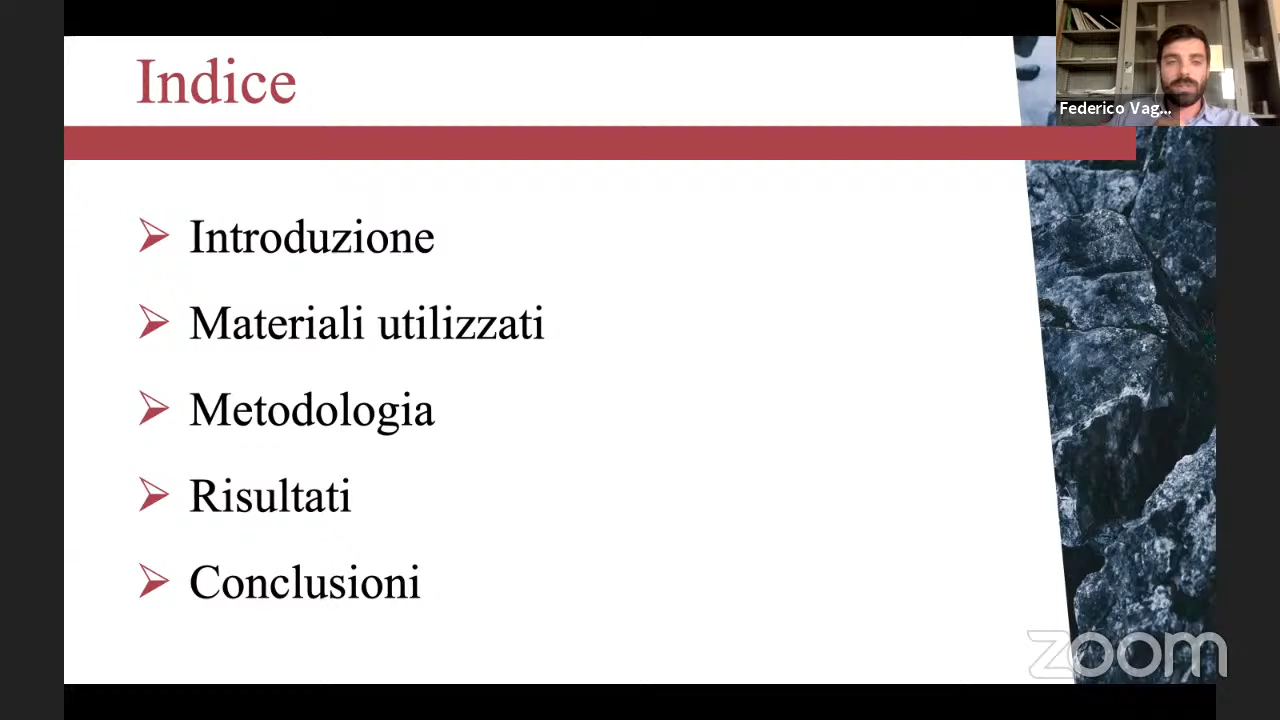 Indice
Federico Vag...
Introduzione
Materiali utilizzati
Metodologia
Risultati
Conclusioni
zoom